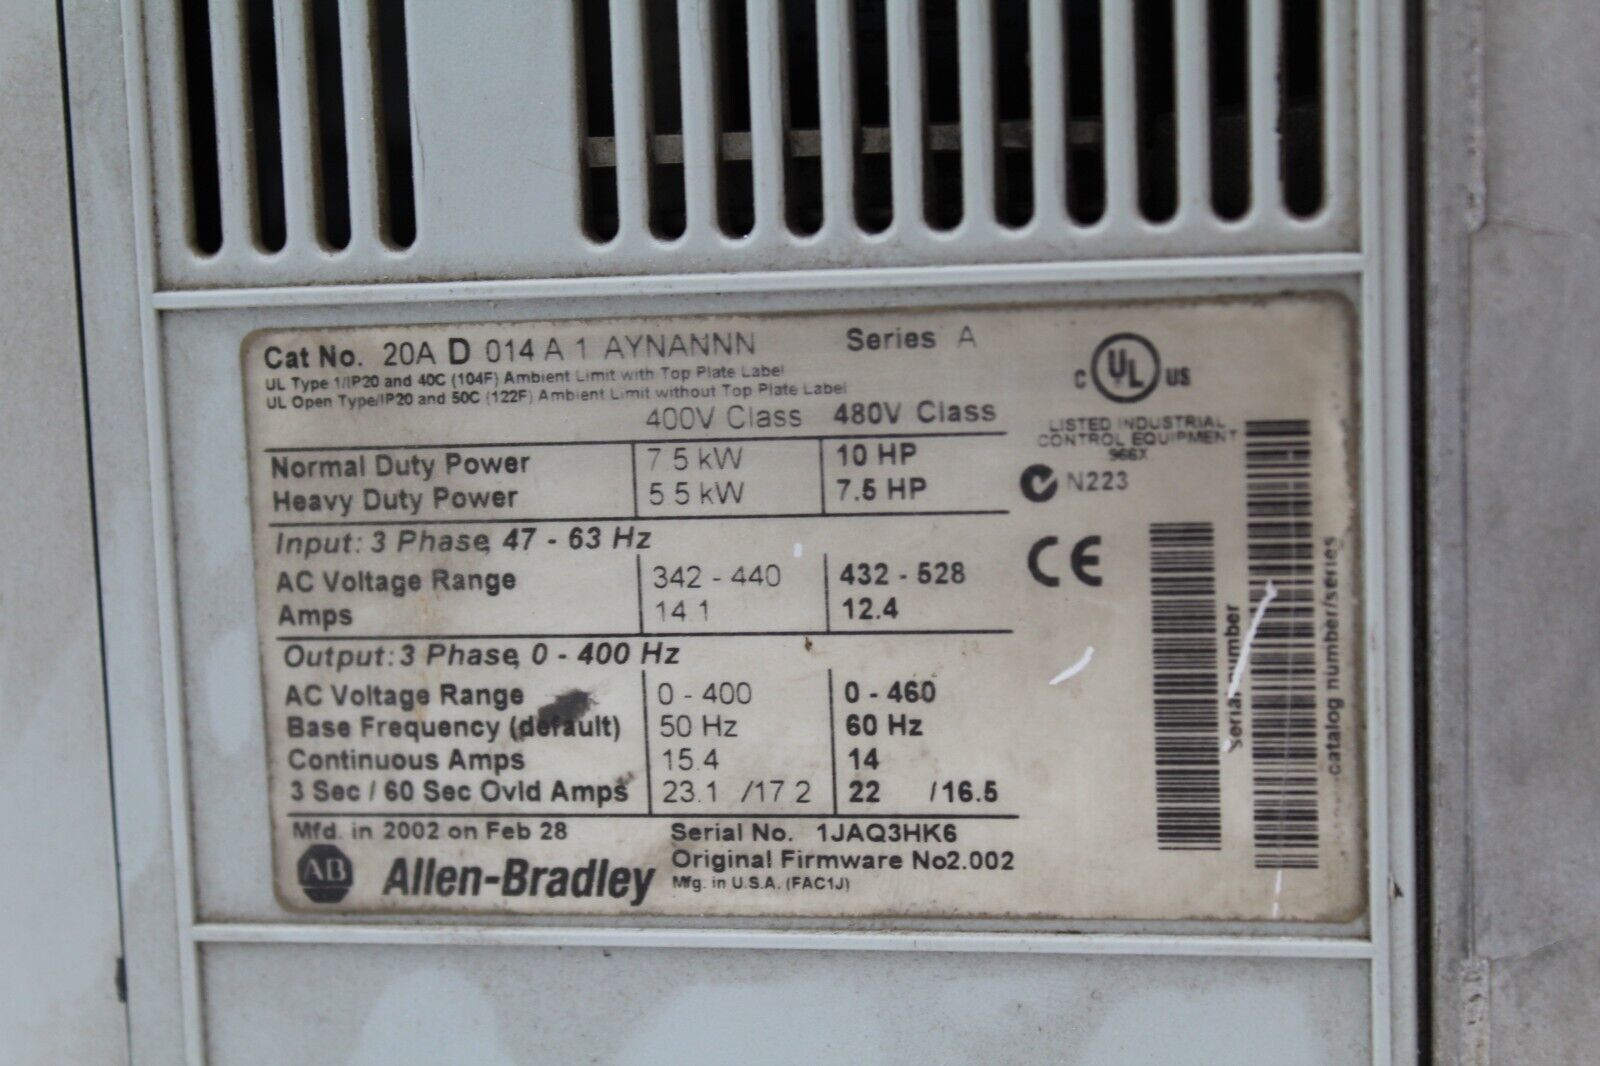 Cat No. 20A D 014 A 1 AYNANNN Series A
UL Type 1/IP20 and 40C (104F) Ambient Limit with Top Plate Label
UL Open Type/IP20 and 50C (122F) Ambient Limit without Top Plate Label
400V Class 480V Class
Normal Duty Power 7 5 kW 10 HP
Heavy Duty Power 5 5 kW 7.5 HP
Input: 3 Phase, 47 - 63 Hz
AC Voltage Range 342 - 440 432 - 528
Amps 14.1 12.4
Output: 3 Phase, 0 - 400 Hz
AC Voltage Range 0 - 400 0 - 460
Base Frequency (default) 50 Hz 60 Hz
Continuous Amps 15.4 14
3 Sec / 60 Sec Ovld Amps 23.1 /17 2 22 /16.5
Mfd. in 2002 on Feb 28 Serial No. 1JAQ3HK6
Original Firmware No2.002
Mfg. in U.S.A. (FAC1J)
AB Allen-Bradley
C UL US
LISTED INDUSTRIAL
CONTROL EQUIPMENT
966X
N223
CE
serial number
catalog number/series